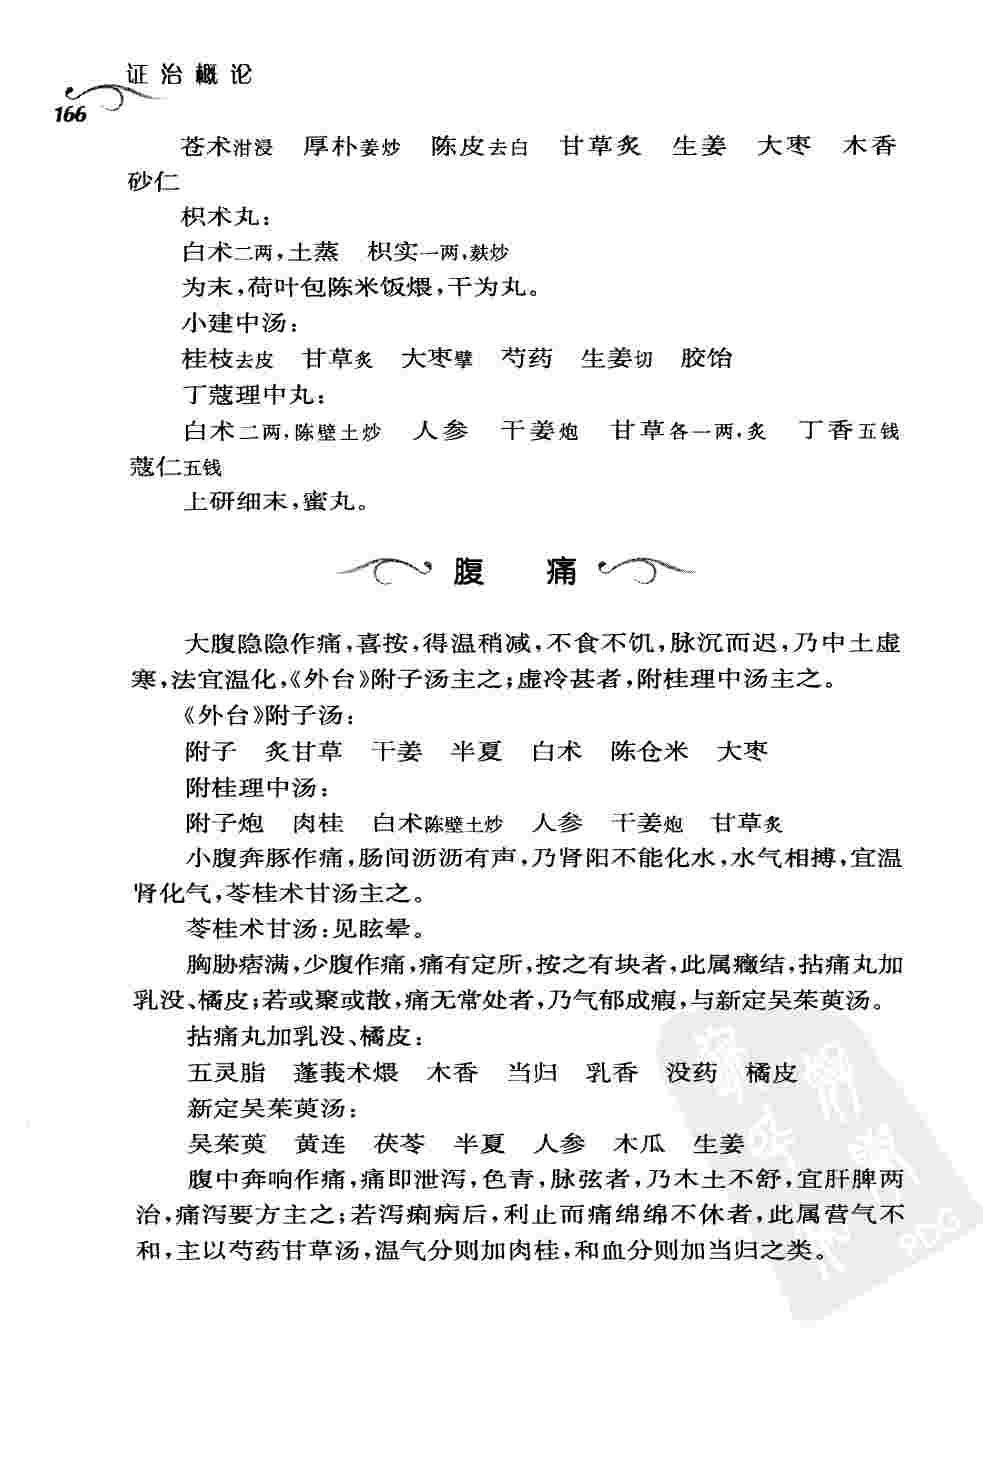 证治概论
166
苍术泔浸　厚朴姜炒　陈皮去白　甘草炙　生姜　大枣　木香
砂仁
枳术丸：
白术二两，土蒸　枳实一两，麸炒
为末，荷叶包陈米饭煨，干为丸。
小建中汤：
桂枝去皮　甘草炙　大枣擘　芍药　生姜切　胶饴
丁蔻理中丸：
白术二两，陈壁土炒　人参　干姜炮　甘草各一两，炙　丁香五钱
蔻仁五钱
上研细末，蜜丸。
腹　痛
大腹隐隐作痛，喜按，得温稍减，不食不饥，脉沉而迟，乃中土虚
寒，法宜温化，《外台》附子汤主之；虚冷甚者，附桂理中汤主之。
《外台》附子汤：
附子　炙甘草　干姜　半夏　白术　陈仓米　大枣
附桂理中汤：
附子炮　肉桂　白术陈壁土炒　人参　干姜炮　甘草炙
小腹奔豚作痛，肠间沥沥有声，乃肾阳不能化水，水气相搏，宜温
肾化气，苓桂术甘汤主之。
苓桂术甘汤：见眩晕。
胸胁痞满，少腹作痛，痛有定所，按之有块者，此属癥结，拈痛丸加
乳没、橘皮；若或聚或散，痛无常处者，乃气郁成瘕，与新定吴茱萸汤。
拈痛丸加乳没、橘皮：
五灵脂　蓬莪术煨　木香　当归　乳香　没药　橘皮
新定吴茱萸汤：
吴茱萸　黄连　茯苓　半夏　人参　木瓜　生姜
腹中奔响作痛，痛即泄泻，色青，脉弦者，乃木土不舒，宜肝脾两
治，痛泻要方主之；若泻痢病后，利止而痛绵绵不休者，此属营气不
和，主以芍药甘草汤，温气分则加肉桂，和血分则加当归之类。
PDG